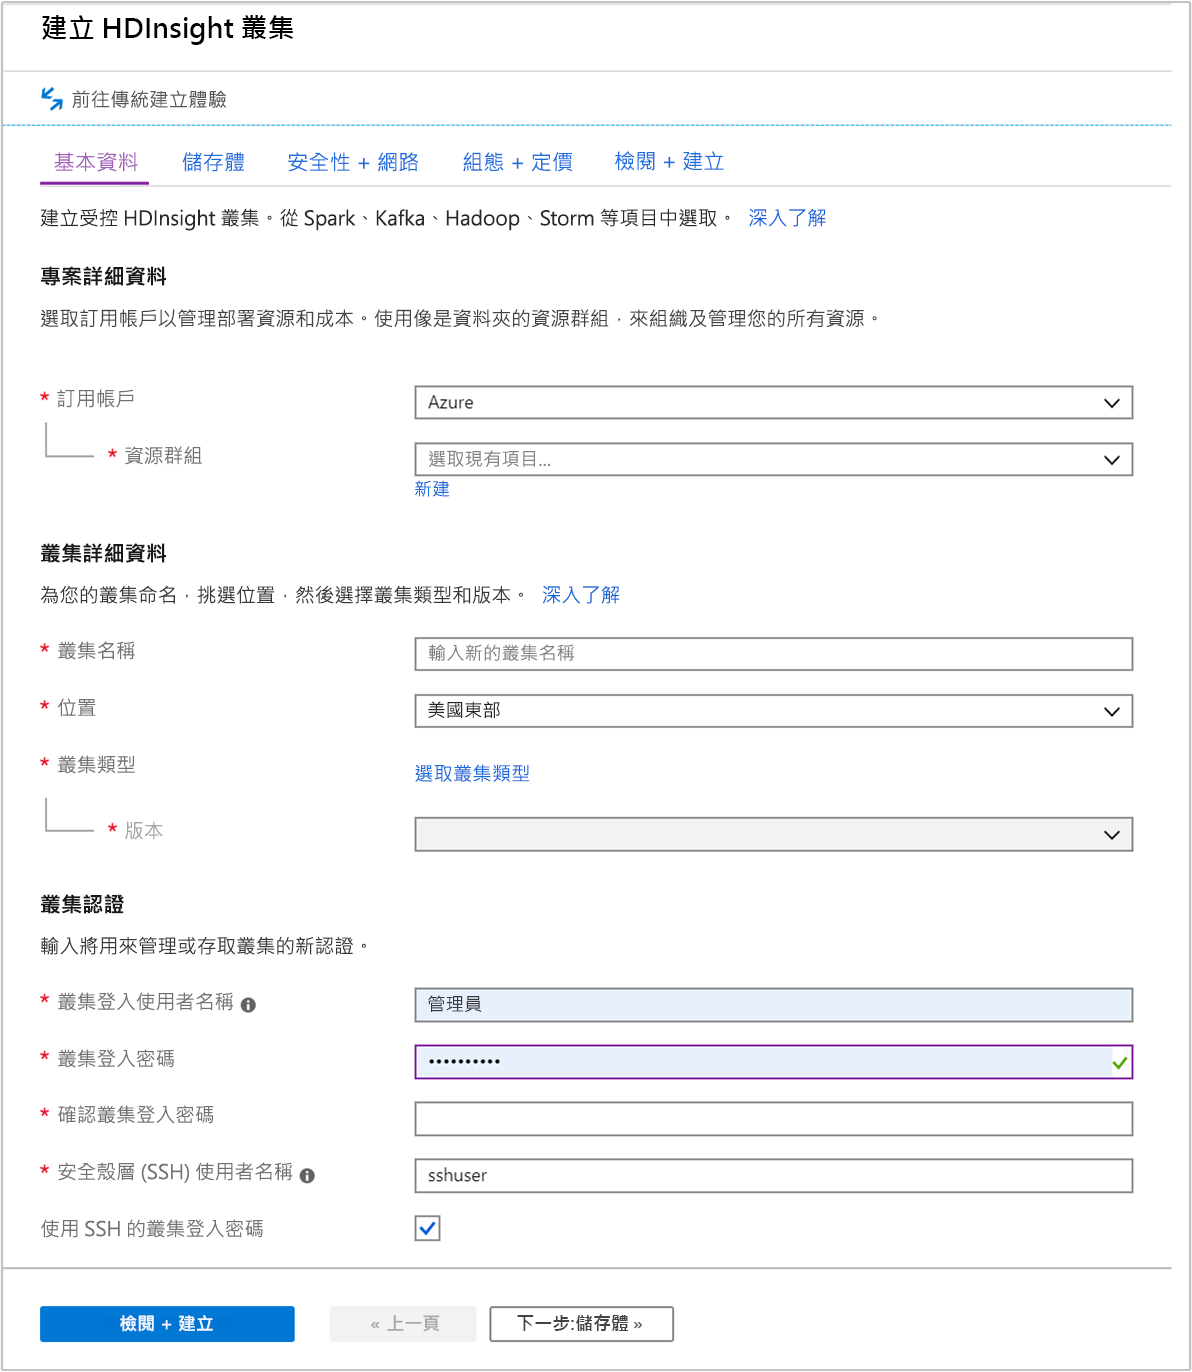 建立 HDInsight 叢集
前往傳統建立體驗
基本資料 儲存體 安全性 + 網路 組態 + 定價 檢閱 + 建立
建立受控 HDInsight 叢集。從 Spark、Kafka、Hadoop、Storm 等項目中選取。 深入了解
專案詳細資料
選取訂用帳戶以管理部署資源和成本。使用像是資料夾的資源群組，來組織及管理您的所有資源。
* 訂用帳戶 Azure
* 資源群組 選取現有項目...
新建
叢集詳細資料
為您的叢集命名，挑選位置，然後選擇叢集類型和版本。 深入了解
* 叢集名稱 輸入新的叢集名稱
* 位置 美國東部
* 叢集類型 選取叢集類型
* 版本
叢集認證
輸入將用來管理或存取叢集的新認證。
* 叢集登入使用者名稱 管理員
* 叢集登入密碼 ••••••••••
* 確認叢集登入密碼
* 安全殼層 (SSH) 使用者名稱 sshuser
使用 SSH 的叢集登入密碼
檢閱 + 建立 « 上一頁 下一步:儲存體 »